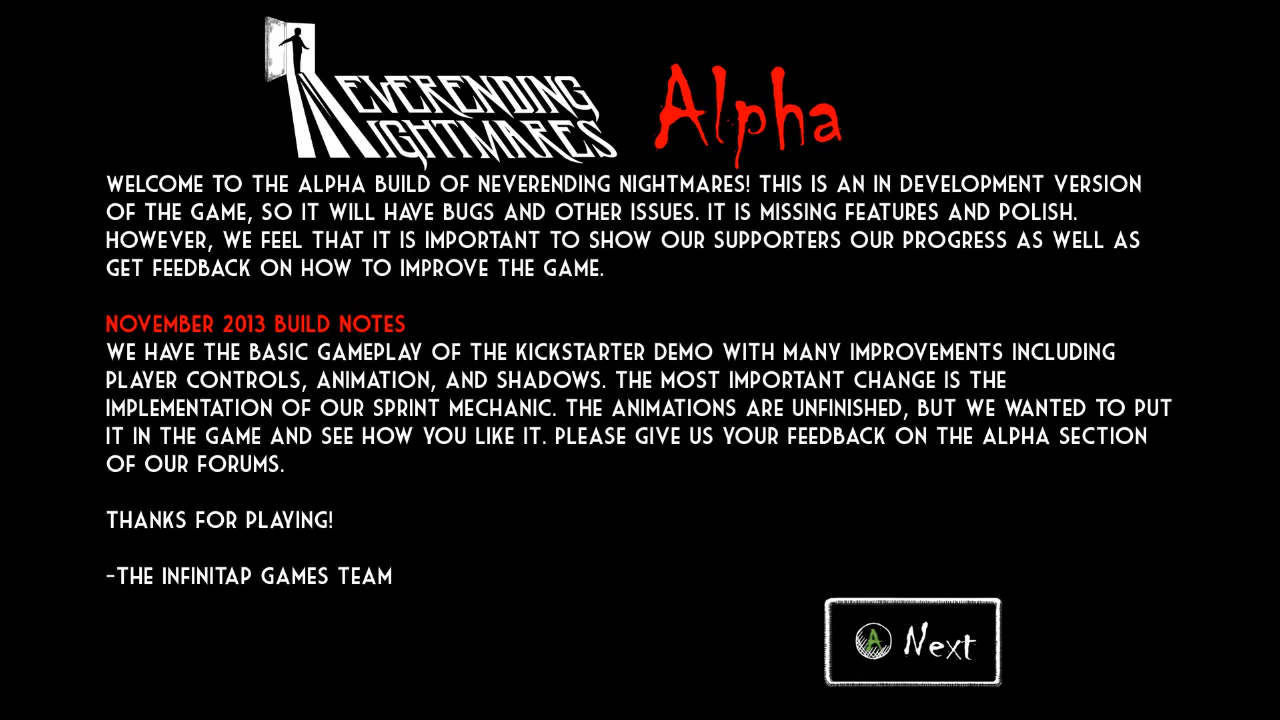 NEVERENDING
NIGHTMARES
Alpha
WELCOME TO THE ALPHA BUILD OF NEVERENDING NIGHTMARES! THIS IS AN IN DEVELOPMENT VERSION
OF THE GAME, SO IT WILL HAVE BUGS AND OTHER ISSUES. IT IS MISSING FEATURES AND POLISH.
HOWEVER, WE FEEL THAT IT IS IMPORTANT TO SHOW OUR SUPPORTERS OUR PROGRESS AS WELL AS
GET FEEDBACK ON HOW TO IMPROVE THE GAME.
NOVEMBER 2013 BUILD NOTES
WE HAVE THE BASIC GAMEPLAY OF THE KICKSTARTER DEMO WITH MANY IMPROVEMENTS INCLUDING
PLAYER CONTROLS, ANIMATION, AND SHADOWS. THE MOST IMPORTANT CHANGE IS THE
IMPLEMENTATION OF OUR SPRINT MECHANIC. THE ANIMATIONS ARE UNFINISHED, BUT WE WANTED TO PUT
IT IN THE GAME AND SEE HOW YOU LIKE IT. PLEASE GIVE US YOUR FEEDBACK ON THE ALPHA SECTION
OF OUR FORUMS.
THANKS FOR PLAYING!
-THE INFINITAP GAMES TEAM
A Next